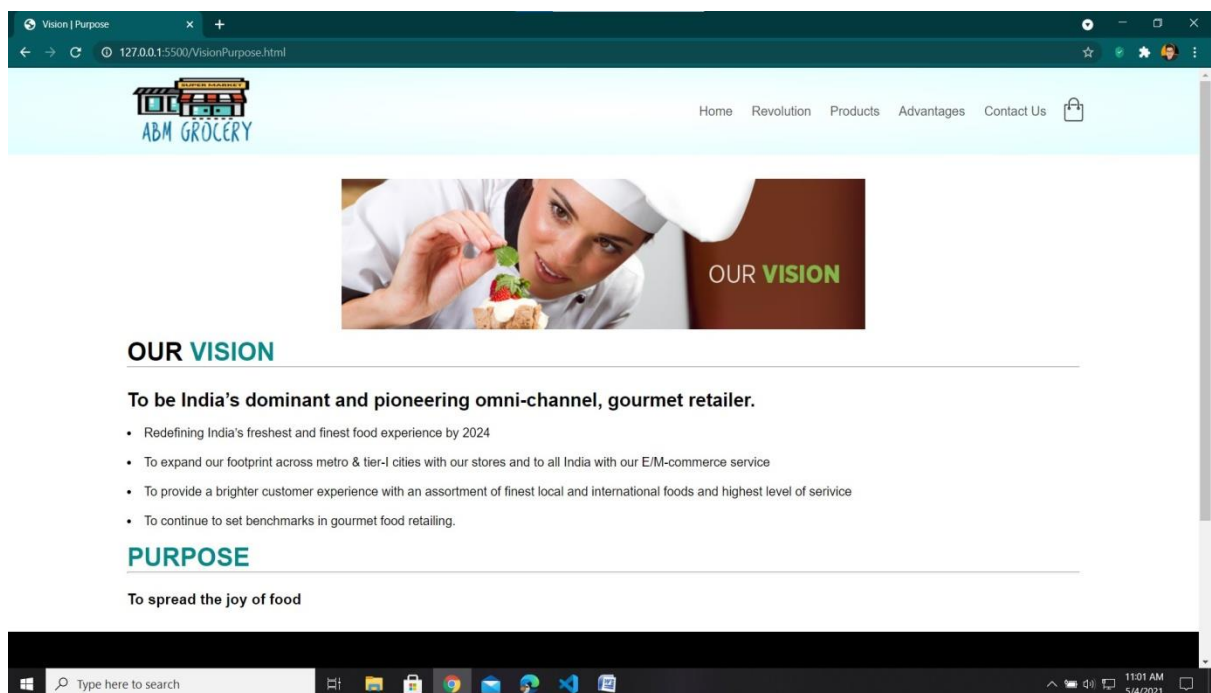 Vision | Purpose
127.0.0.1:5500/VisionPurpose.html
SUPER MARKET
ABM GROCERY
Home Revolution Products Advantages Contact Us
OUR VISION
OUR VISION
To be India’s dominant and pioneering omni-channel, gourmet retailer.
• Redefining India's freshest and finest food experience by 2024
• To expand our footprint across metro & tier-I cities with our stores and to all India with our E/M-commerce service
• To provide a brighter customer experience with an assortment of finest local and international foods and highest level of serivice
• To continue to set benchmarks in gourmet food retailing.
PURPOSE
To spread the joy of food
Type here to search
11:01 AM
5/4/2021